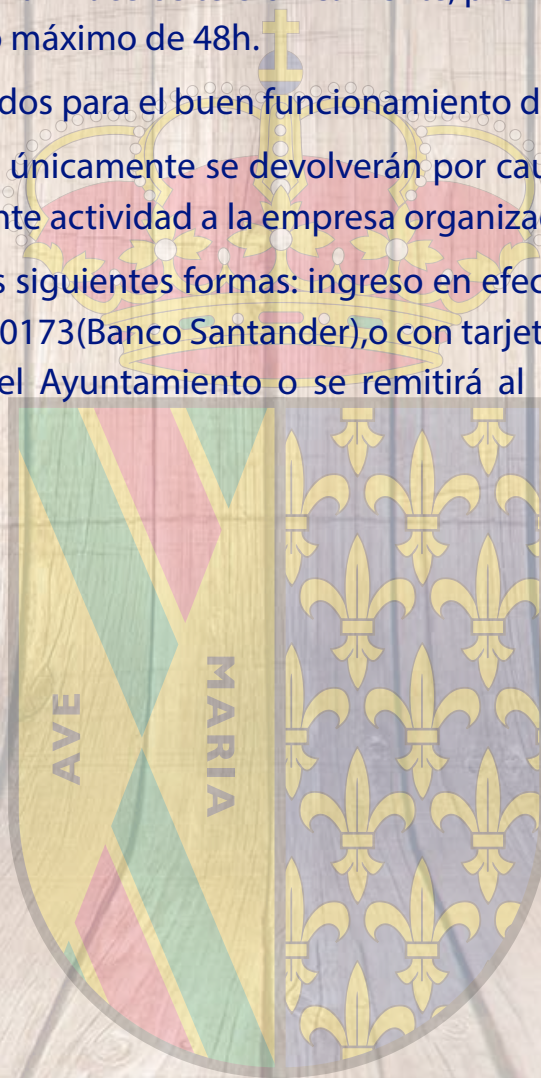 o máximo de 48h.
dos para el buen funcionamiento d
únicamente se devolverán por cau
nte actividad a la empresa organiza
s siguientes formas: ingreso en efec
0173(Banco Santander),o con tarjet
el Ayuntamiento o se remitirá al
AVE
MARIA